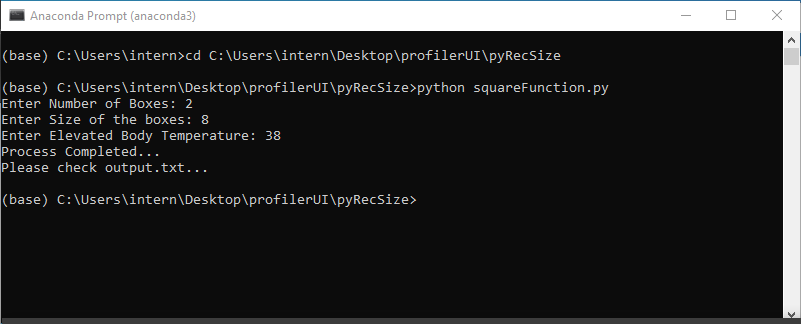 Anaconda Prompt (anaconda3)
(base) C:\Users\intern>cd C:\Users\intern\Desktop\profilerUI\pyRecSize
(base) C:\Users\intern\Desktop\profilerUI\pyRecSize>python squareFunction.py
Enter Number of Boxes: 2
Enter Size of the boxes: 8
Enter Elevated Body Temperature: 38
Process Completed...
Please check output.txt...
(base) C:\Users\intern\Desktop\profilerUI\pyRecSize>